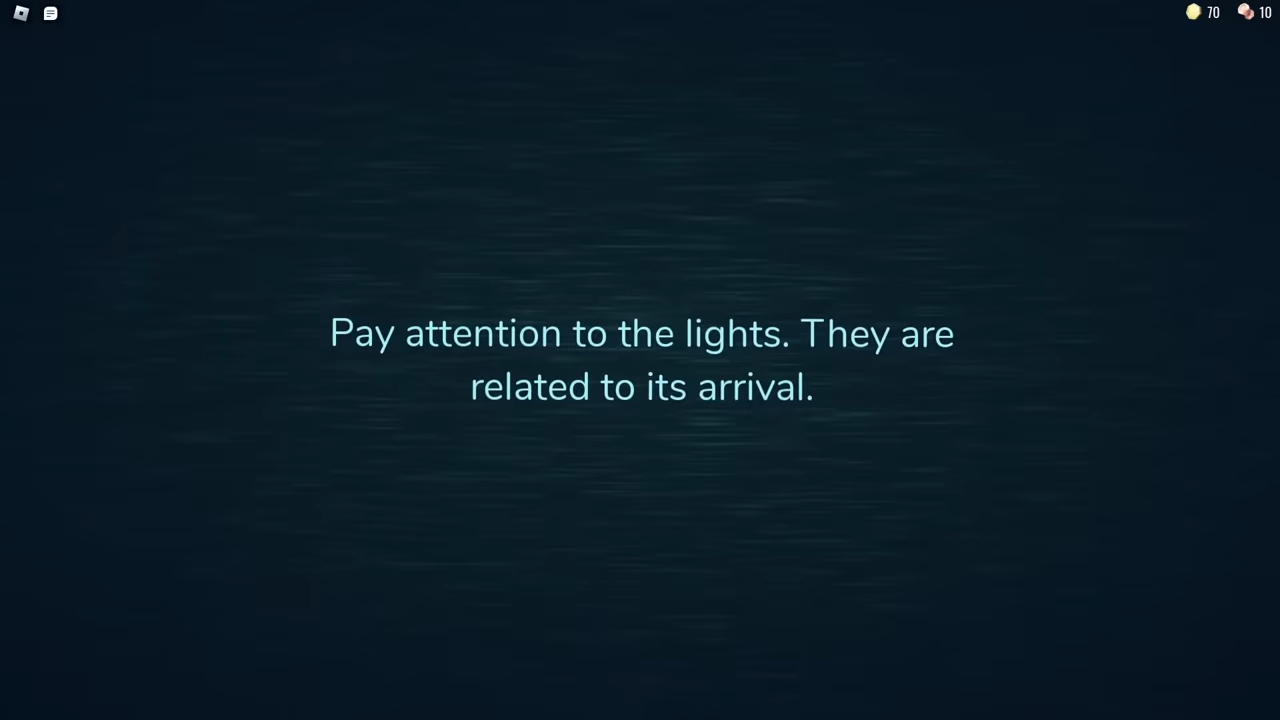 70 10
Pay attention to the lights. They are
related to its arrival.